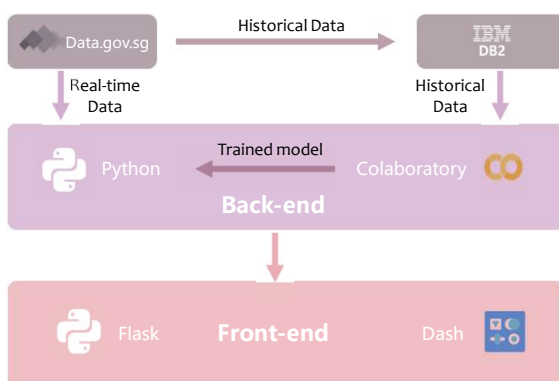 Historical Data
Data.gov.sg
IBM
DB2
Real-time
Data
Historical
Data
Trained model
Python
Colaboratory
Back-end
Flask
Front-end
Dash